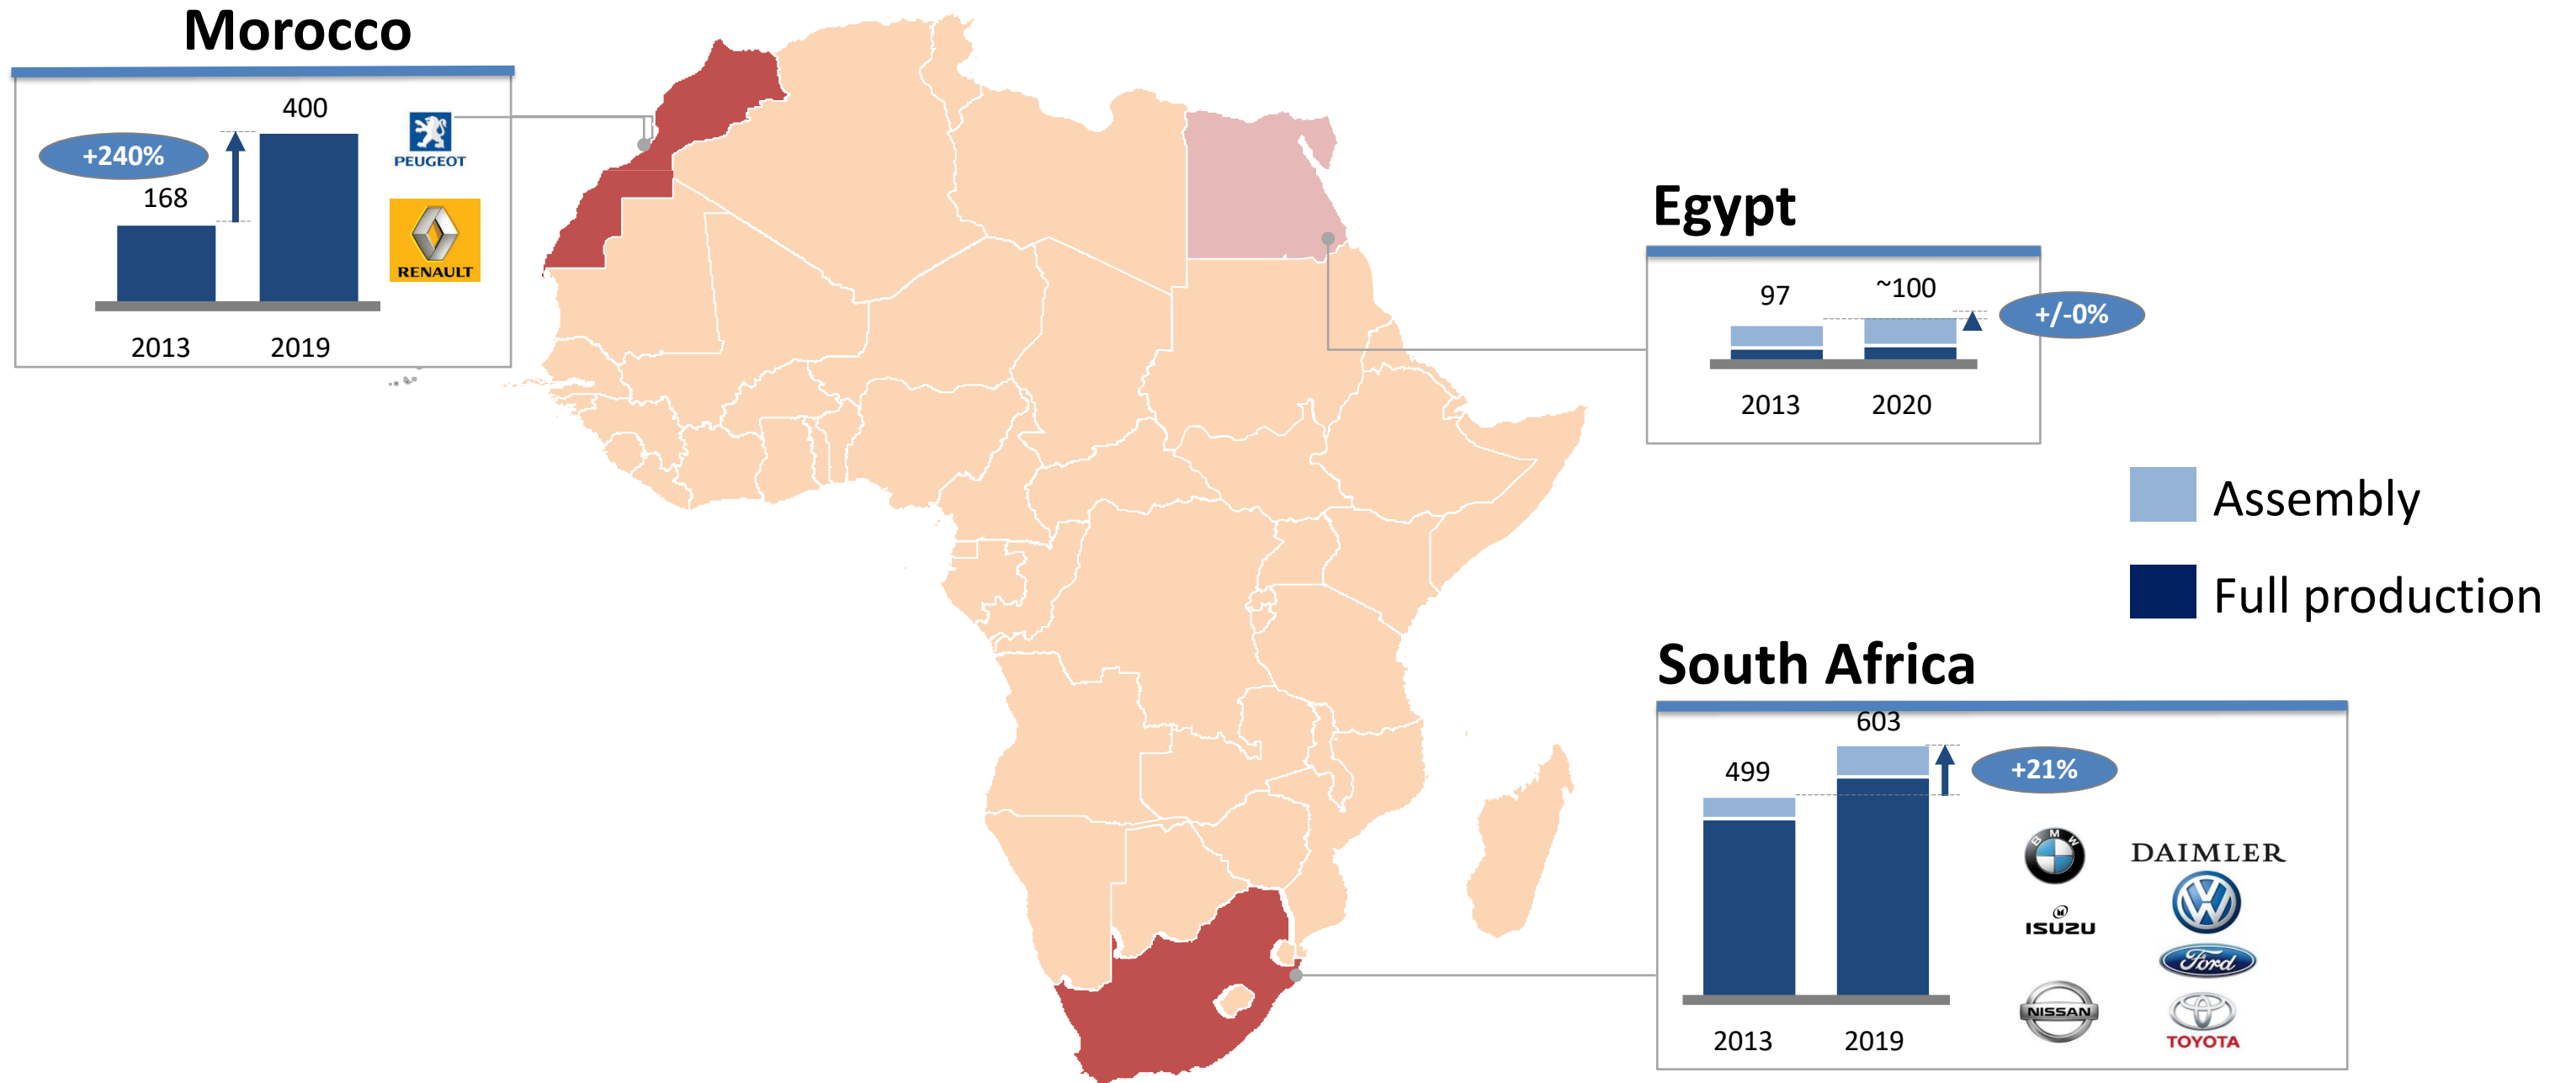 Morocco
400
+240%
168
PEUGEOT
RENAULT
2013
2019
Egypt
97
~100
+/-0%
2013
2020
Assembly
Full production
South Africa
603
499
+21%
BMW
DAIMLER
ISUZU
Ford
NISSAN
TOYOTA
2013
2019